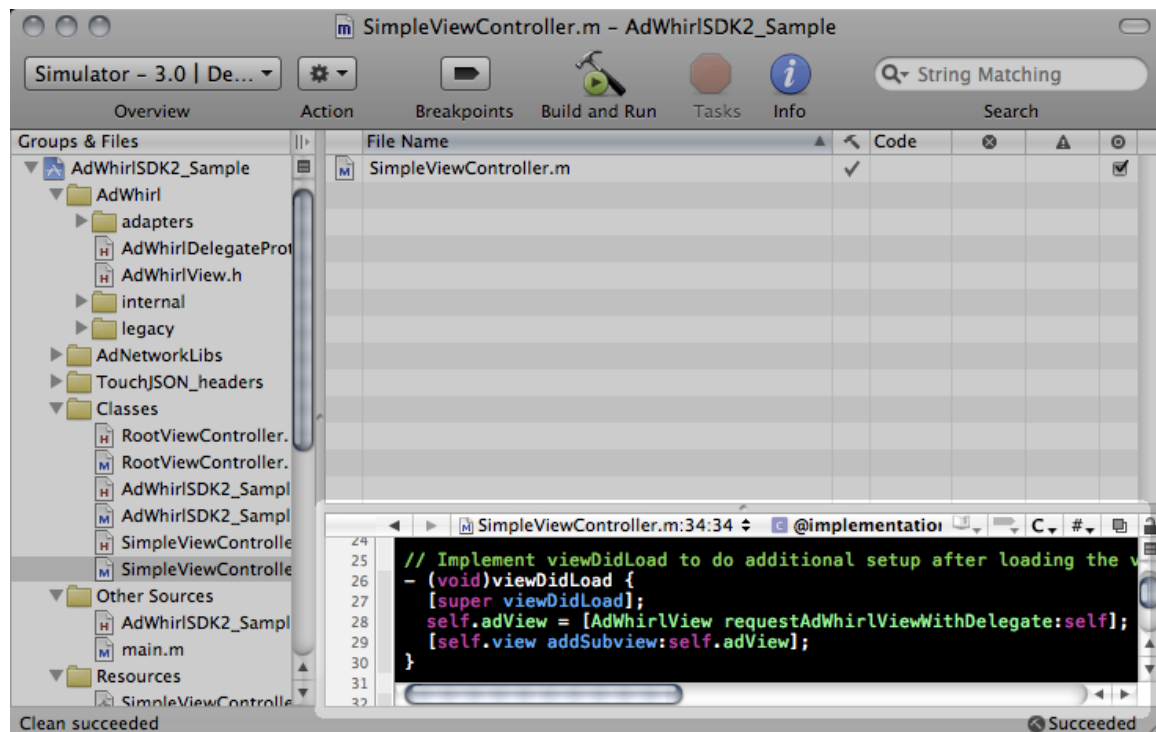 SimpleViewController.m – AdWhirlSDK2_Sample
Simulator – 3.0 | De...
String Matching
Overview
Action
Breakpoints
Build and Run
Tasks
Info
Search
Groups & Files
File Name
Code
AdWhirlSDK2_Sample
SimpleViewController.m
AdWhirl
adapters
AdWhirlDelegateProt
AdWhirlView.h
internal
legacy
AdNetworkLibs
TouchJSON_headers
Classes
RootViewController.
RootViewController.
AdWhirlSDK2_Sampl
AdWhirlSDK2_Sampl
SimpleViewControlle
SimpleViewControlle
Other Sources
AdWhirlSDK2_Sampl
main.m
Resources
SimpleViewControlle
SimpleViewController.m:34:34
@implementation
C
#
24
25 // Implement viewDidLoad to do additional setup after loading the v
26 - (void)viewDidLoad {
27 [super viewDidLoad];
28 self.adView = [AdWhirlView requestAdWhirlViewWithDelegate:self];
29 [self.view addSubview:self.adView];
30 }
31
32
Clean succeeded
Succeeded